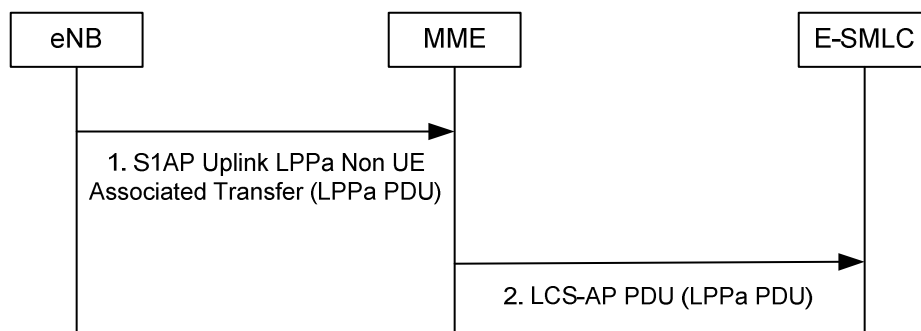 eNB
MME
E-SMLC
1. S1AP Uplink LPPa Non UE
Associated Transfer (LPPa PDU)
2. LCS-AP PDU (LPPa PDU)